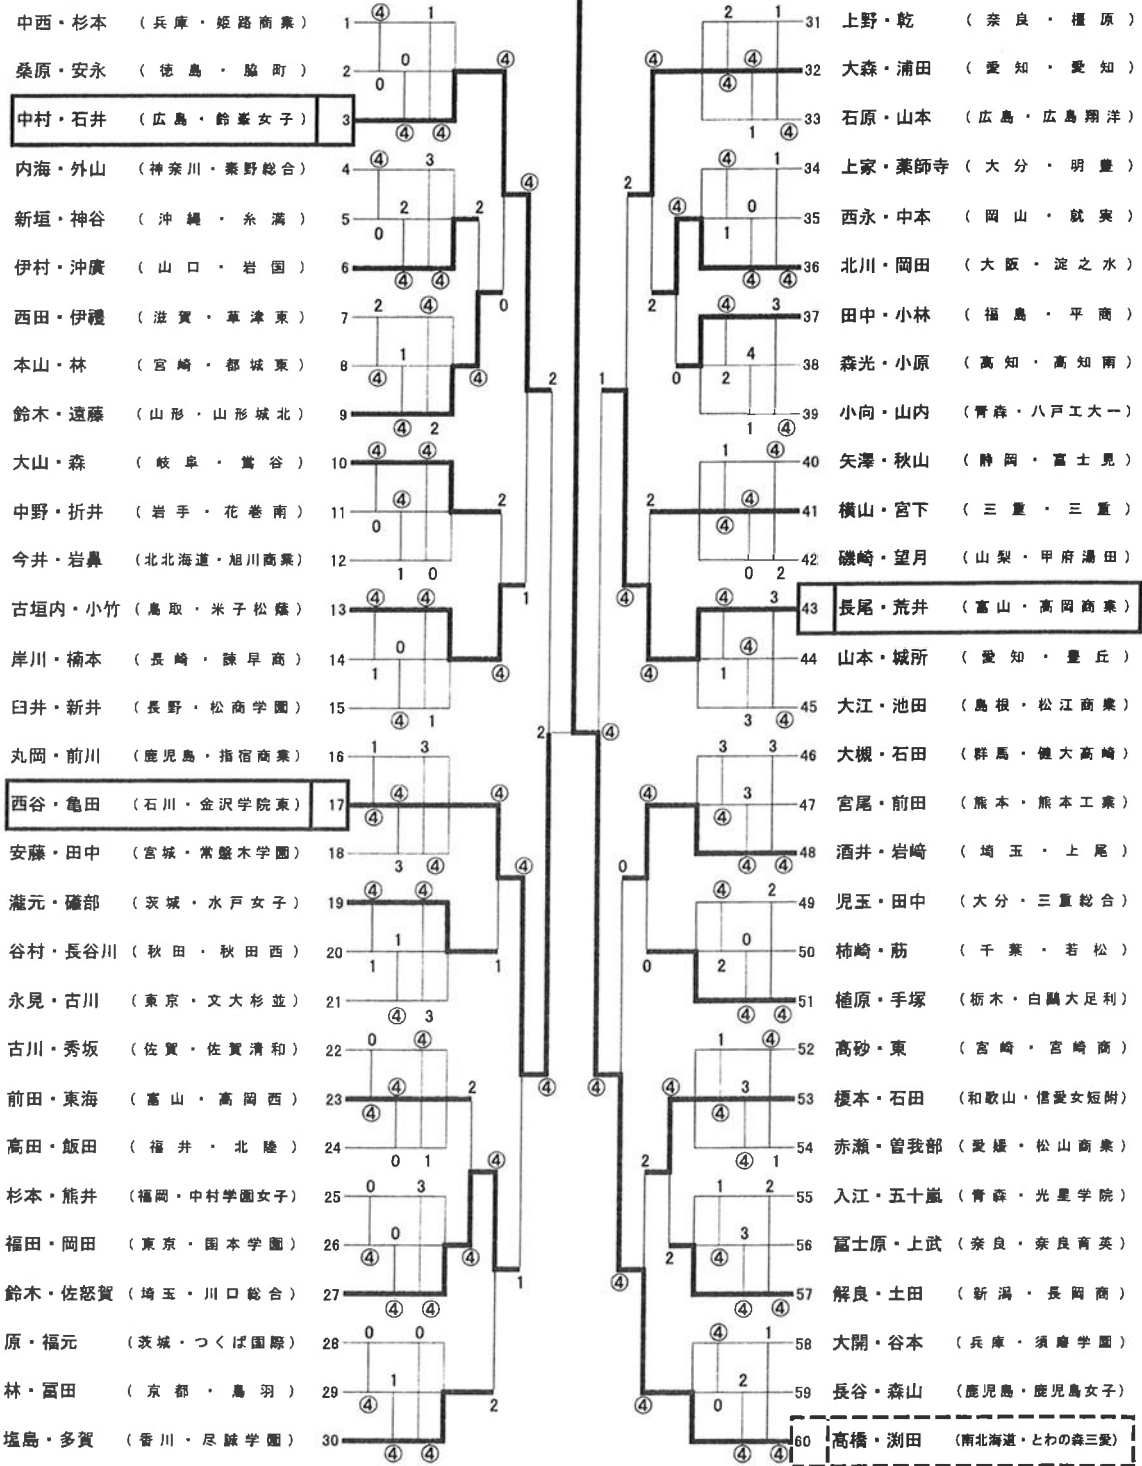 中西・杉本 （兵庫・姫路商業） 1
桑原・安永 （徳島・脇町） 2
中村・石井 （広島・鈴峯女子） 3
内海・外山 （神奈川・秦野総合） 4
新垣・神谷 （沖縄・糸満） 5
伊村・沖廣 （山口・岩国） 6
西田・伊禮 （滋賀・草津東） 7
本山・林 （宮崎・都城東） 8
鈴木・遠藤 （山形・山形城北） 9
大山・森 （岐阜・鶯谷） 10
中野・折井 （岩手・花巻南） 11
今井・岩鼻 （北北海道・旭川商業） 12
古垣内・小竹 （鳥取・米子松蔭） 13
岸川・楠本 （長崎・諫早商） 14
臼井・新井 （長野・松商学園） 15
丸岡・前川 （鹿児島・指宿商業） 16
西谷・亀田 （石川・金沢学院東） 17
安藤・田中 （宮城・常盤木学園） 18
瀧元・磯部 （茨城・水戸女子） 19
谷村・長谷川 （秋田・秋田西） 20
永見・古川 （東京・文大杉並） 21
古川・秀坂 （佐賀・佐賀清和） 22
前田・東海 （富山・高岡西） 23
高田・飯田 （福井・北陸） 24
杉本・熊井 （福岡・中村学園女子） 25
福田・岡田 （東京・国本学園） 26
鈴木・佐怒賀 （埼玉・川口総合） 27
原・福元 （茨城・つくば国際） 28
林・冨田 （京都・鳥羽） 29
塩島・多賀 （香川・尽誠学園） 30
31 上野・乾 （奈良・橿原）
32 大森・浦田 （愛知・愛知）
33 石原・山本 （広島・広島翔洋）
34 上家・薬師寺 （大分・明豊）
35 西永・中本 （岡山・就実）
36 北川・岡田 （大阪・淀之水）
37 田中・小林 （福島・平商）
38 森光・小原 （高知・高知南）
39 小向・山内 （青森・八戸工大一）
40 矢澤・秋山 （静岡・富士見）
41 横山・宮下 （三重・三重）
42 磯崎・望月 （山梨・甲府湯田）
43 長尾・荒井 （富山・高岡商業）
44 山本・城所 （愛知・豊丘）
45 大江・池田 （島根・松江商業）
46 大槻・石田 （群馬・健大高崎）
47 宮尾・前田 （熊本・熊本工業）
48 酒井・岩﨑 （埼玉・上尾）
49 児玉・田中 （大分・三重総合）
50 柿崎・莇 （千葉・若松）
51 植原・手塚 （栃木・白鷗大足利）
52 高砂・東 （宮崎・宮崎商）
53 榎本・石田 （和歌山・信愛女短附）
54 赤瀬・曽我部 （愛媛・松山商業）
55 入江・五十嵐 （青森・光星学院）
56 冨士原・上武 （奈良・奈良育英）
57 解良・土田 （新潟・長岡商）
58 大開・谷本 （兵庫・須磨学園）
59 長谷・森山 （鹿児島・鹿児島女子）
60 髙橋・渕田 （南北海道・とわの森三愛）